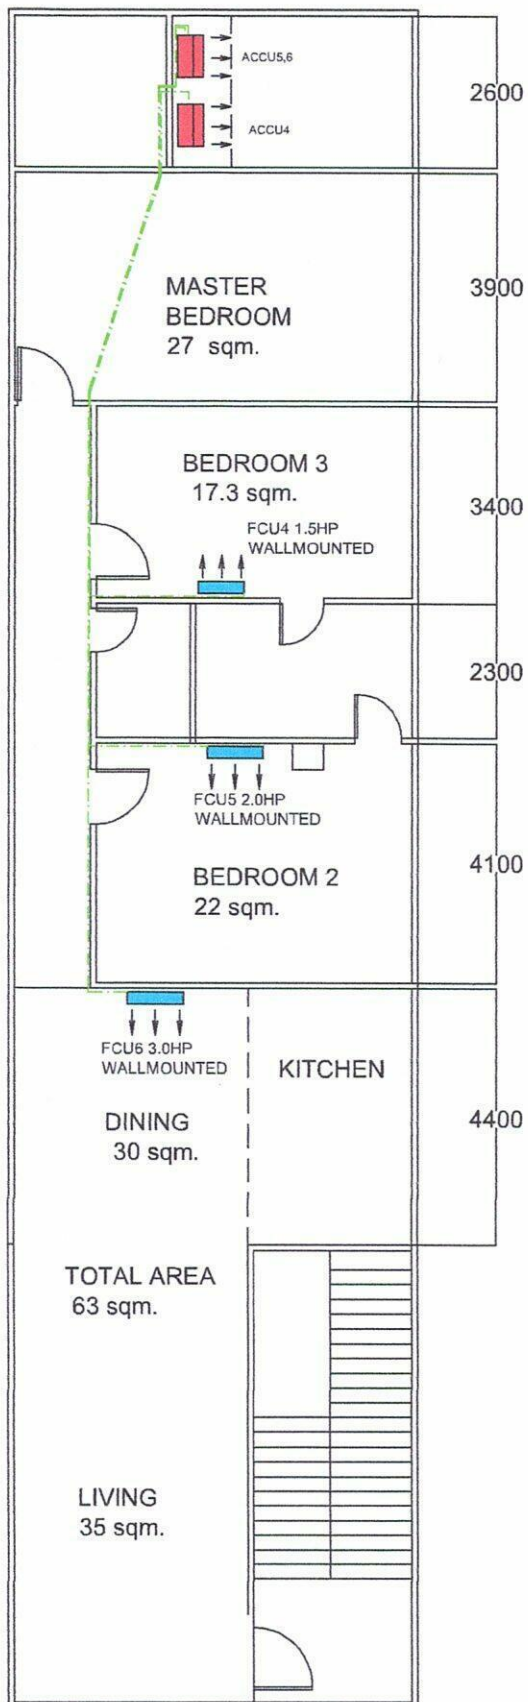 ACCU5,6
ACCU4
2600
MASTER
BEDROOM
27 sqm.
3900
BEDROOM 3
17.3 sqm.
FCU4 1.5HP
WALLMOUNTED
3400
2300
FCU5 2.0HP
WALLMOUNTED
BEDROOM 2
22 sqm.
4100
FCU6 3.0HP
WALLMOUNTED
KITCHEN
DINING
30 sqm.
4400
TOTAL AREA
63 sqm.
LIVING
35 sqm.